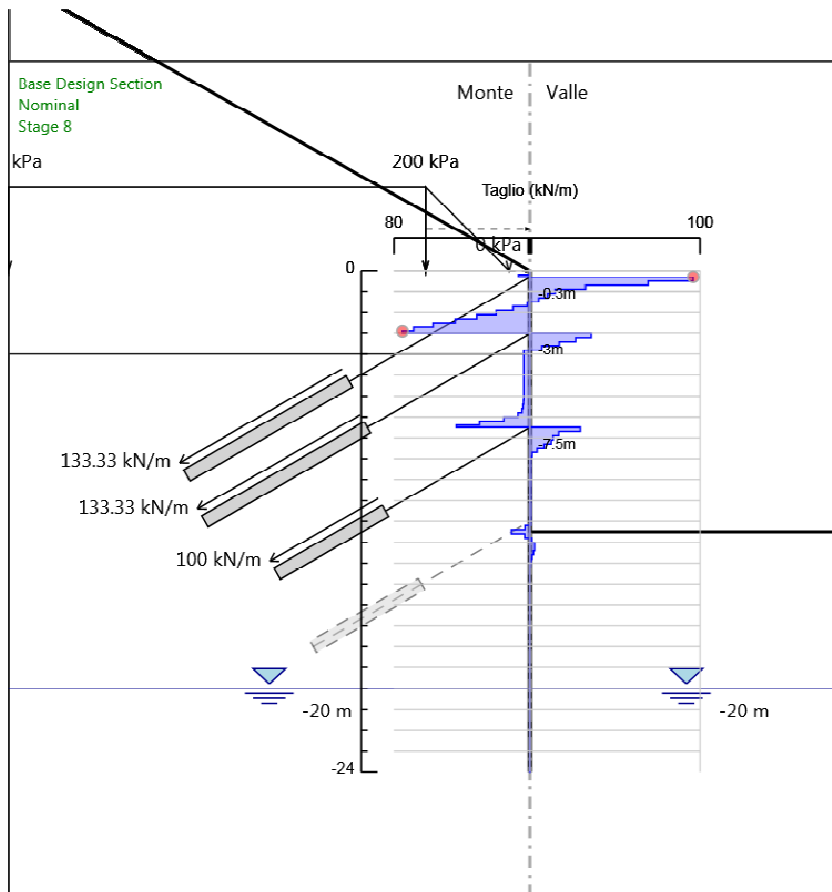 Base Design Section
Nominal
Stage 8
Monte
Valle
kPa
200 kPa
Taglio (kN/m)
80
100
0 kPa
0
-0.3m
-3m
-7.5m
133.33 kN/m
133.33 kN/m
100 kN/m
-20 m
-20 m
-24